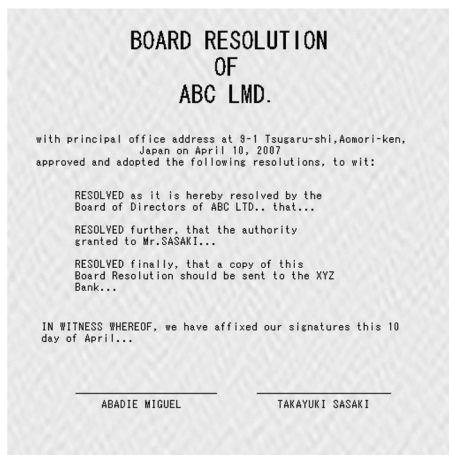 BOARD RESOLUTION
OF
ABC LMD.
with principal office address at 9-1 Tsugaru-shi,Aomori-ken,
Japan on April 10, 2007
approved and adopted the following resolutions, to wit:
RESOLVED as it is hereby resolved by the
Board of Directors of ABC LTD.. that...
RESOLVED further, that the authority
granted to Mr.SASAKI...
RESOLVED finally, that a copy of this
Board Resolution should be sent to the XYZ
Bank...
IN WITNESS WHEREOF, we have affixed our signatures this 10
day of April...
ABADIE MIGUEL TAKAYUKI SASAKI